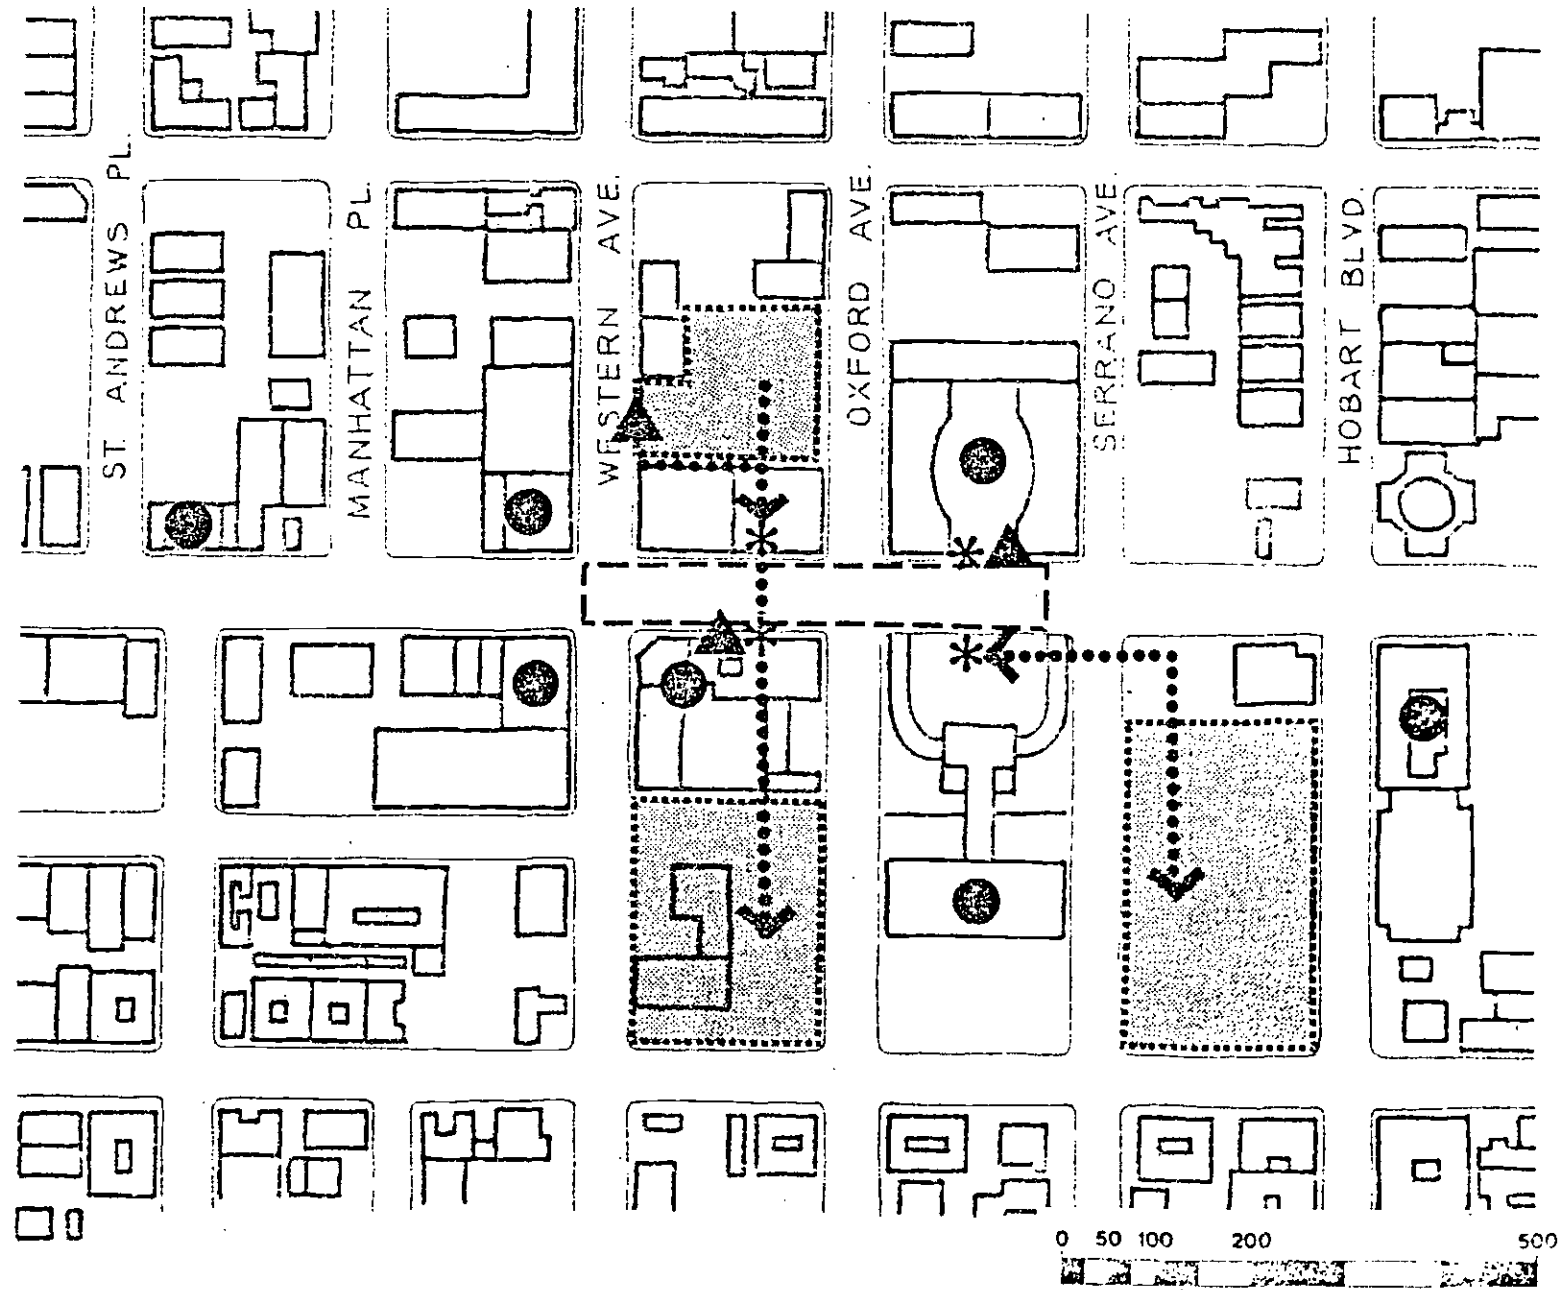 ST. ANDREWS PL.
MANHATTAN PL.
WESTERN AVE.
OXFORD AVE.
SERRANO AVE.
HOBART BLVD.
0 50 100 200 500